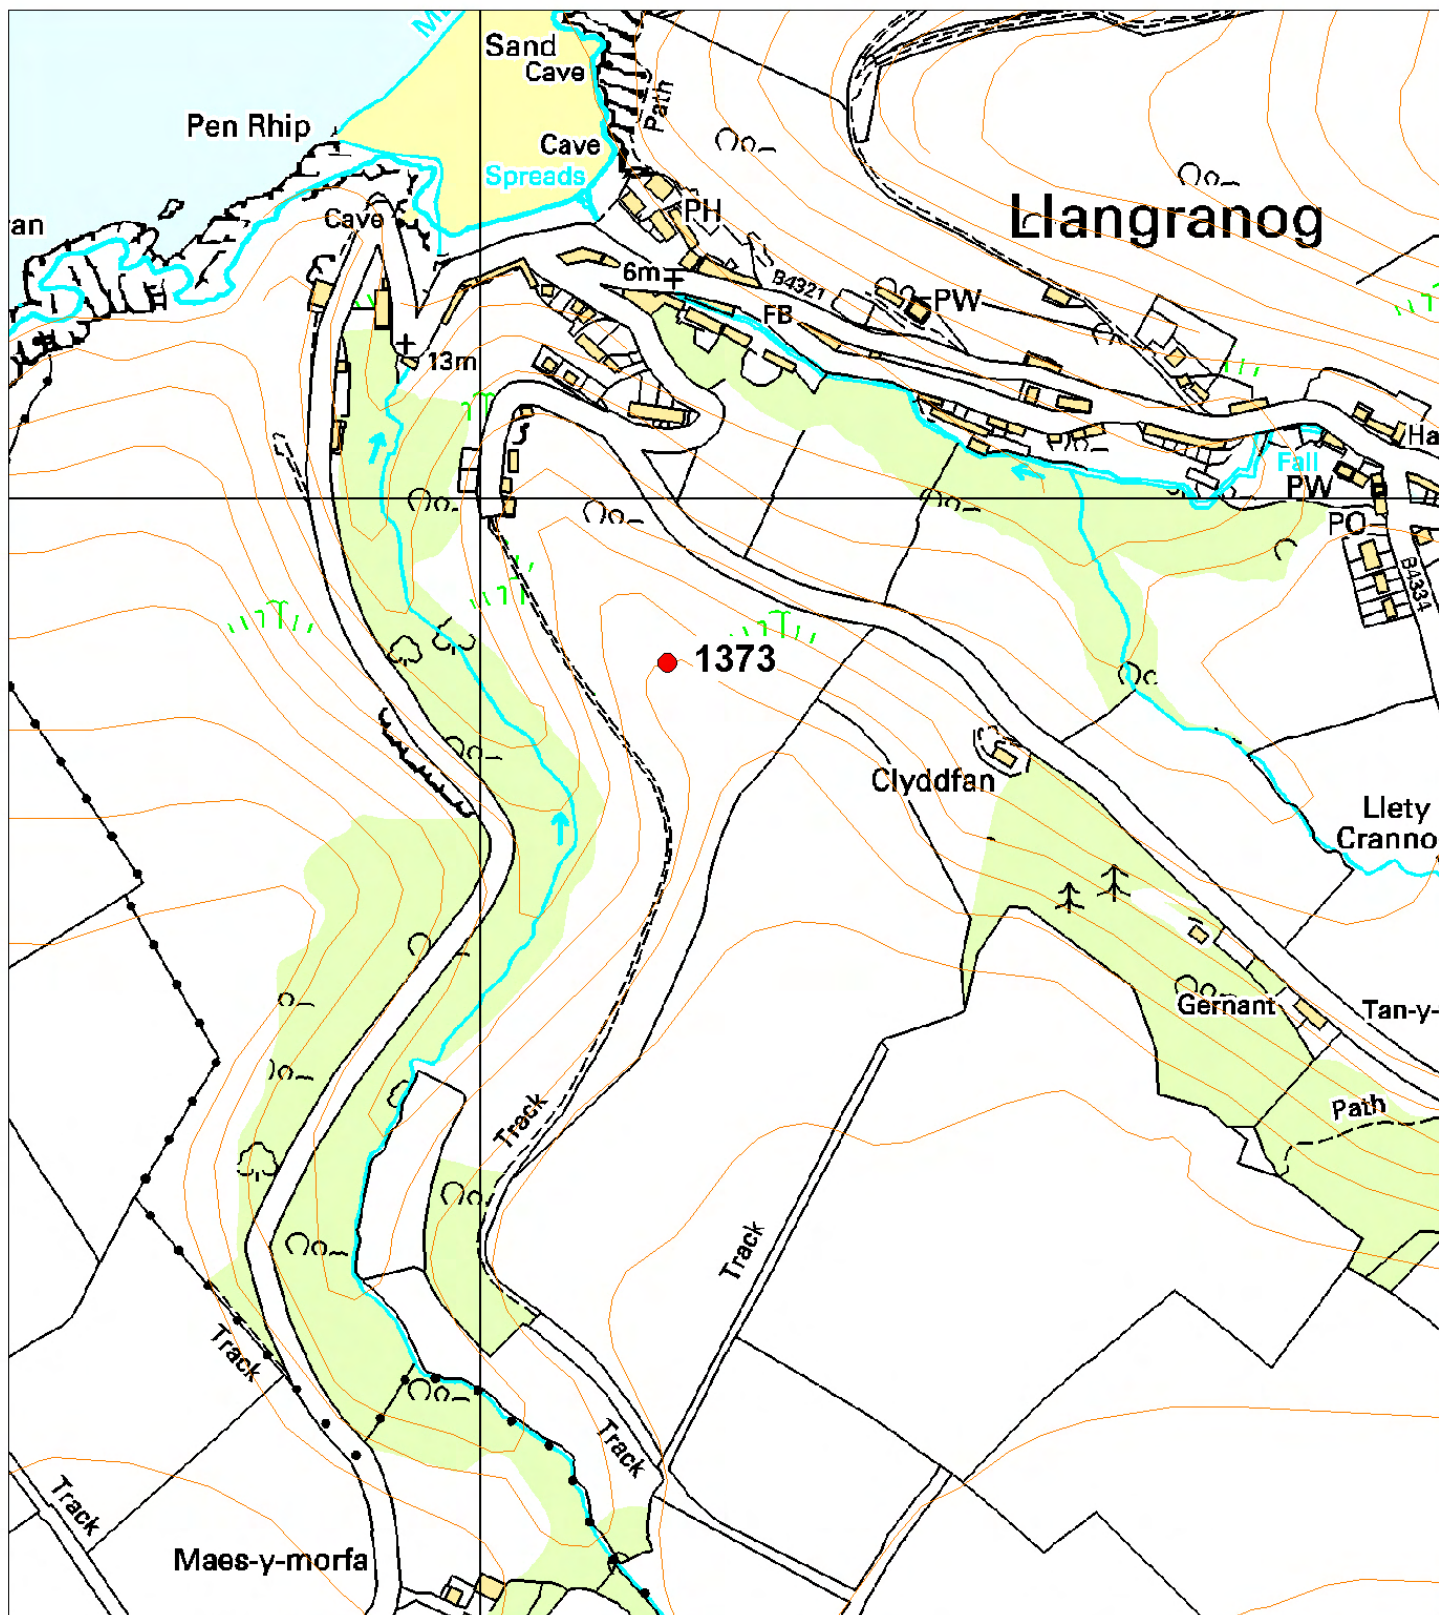 Sand
Cave
Path
Pen Rhip
Cave
Spreads
Llangranog
an
Cave
PH
6m
B4321
PW
FB
13m
Ha
Fall
PW
PO
B4334
1373
Clyddfan
Llety
Cranno
Gernant
Tan-y-
Path
Track
Track
Track
Track
Track
Maes-y-morfa